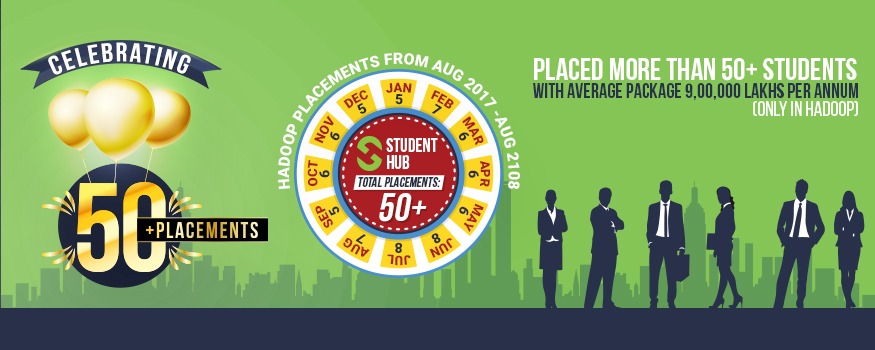 CELEBRATING
50
+PLACEMENTS
HADOOP PLACEMENTS FROM AUG 2017 -AUG 2108
JAN
5
FEB
7
MAR
6
APR
6
MAY
6
JUN
8
JUL
8
AUG
7
SEP
5
OCT
6
NOV
6
DEC
5
STUDENT
HUB
TOTAL PLACEMENTS:
50+
PLACED MORE THAN 50+ STUDENTS
WITH AVERAGE PACKAGE 9,00,000 LAKHS PER ANNUM
(ONLY IN HADOOP)